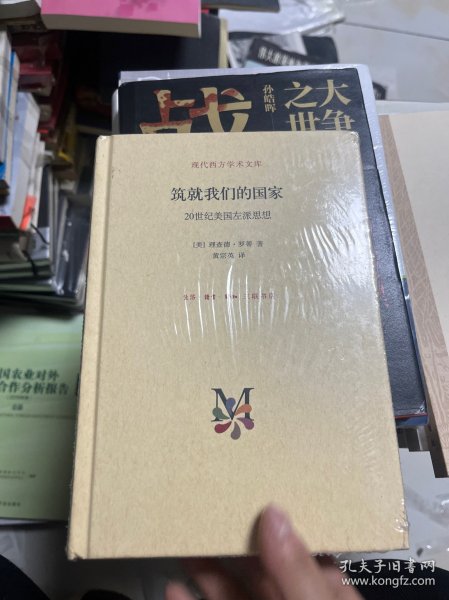 孙皓晖
大争
之世
战
现代西方学术文库
筑就我们的国家
20世纪美国左派思想
［美］理查德·罗蒂 著
黄宗英 译
生活·讀書·新知 三联书店
M
国农业对外
合作分析报告
孔夫子旧书网
www.kongfz.com